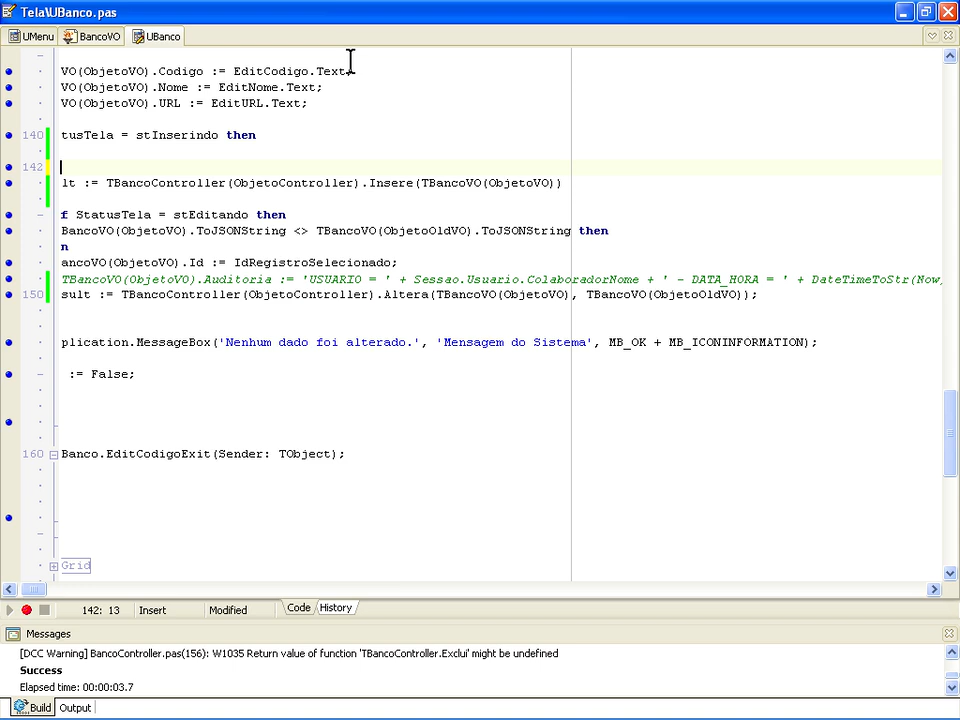 Tela\UBanco.pas
UMenu BancoVO UBanco
VO(ObjetoVO).Codigo := EditCodigo.Text;
VO(ObjetoVO).Nome := EditNome.Text;
VO(ObjetoVO).URL := EditURL.Text;
140 tusTela = stInserindo then
142
lt := TBancoController(ObjetoController).Insere(TBancoVO(ObjetoVO))
f StatusTela = stEditando then
BancoVO(ObjetoVO).ToJSONString <> TBancoVO(ObjetoOldVO).ToJSONString then
n
ancoVO(ObjetoVO).Id := IdRegistroSelecionado;
TBancoVO(ObjetoVO).Auditoria := 'USUARIO = ' + Sessao.Usuario.ColaboradorNome + ' - DATA_HORA = ' + DateTimeToStr(Now)
150 sult := TBancoController(ObjetoController).Altera(TBancoVO(ObjetoVO), TBancoVO(ObjetoOldVO));
plication.MessageBox('Nenhum dado foi alterado.', 'Mensagem do Sistema', MB_OK + MB_ICONINFORMATION);
:= False;
160 Banco.EditCodigoExit(Sender: TObject);
Grid
142: 13 Insert Modified Code History
Messages
[DCC Warning] BancoController.pas(156): W1035 Return value of function 'TBancoController.Exclui' might be undefined
Success
Elapsed time: 00:00:03.7
Build Output